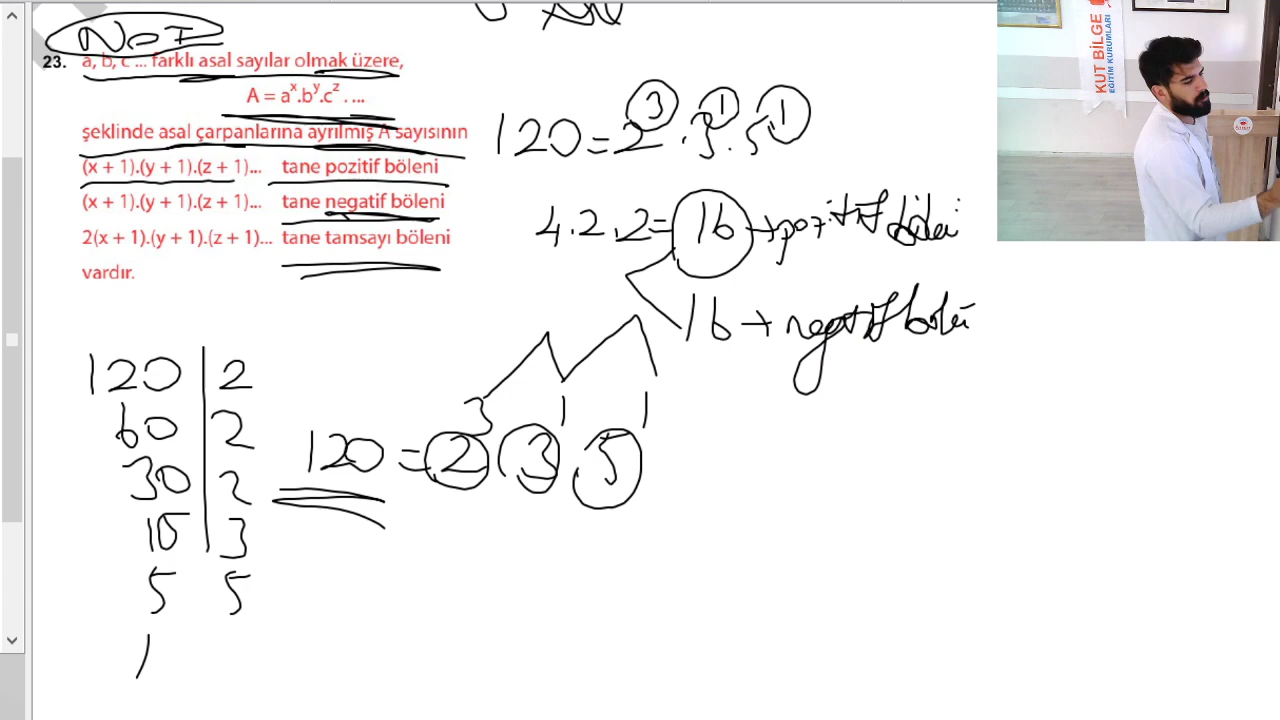 NOT
23. a, b, c ... farklı asal sayılar olmak üzere,
A = a^x.b^y.c^z. ...
şeklinde asal çarpanlarına ayrılmış A sayısının
(x + 1).(y + 1).(z + 1)... tane pozitif böleni
(x + 1).(y + 1).(z + 1)... tane negatif böleni
2(x + 1).(y + 1).(z + 1)... tane tamsayı böleni
vardır.
120 = 2^3 . 3^1 . 5^1
4.2.2 = 16 → pozitif böleni
16 → negatif böleni
120 | 2
60 | 2
30 | 2
15 | 3
5 5
1
120 = 2^3 3^1 5^1
KUT BİLGE
EĞİTİM KURUMLARI